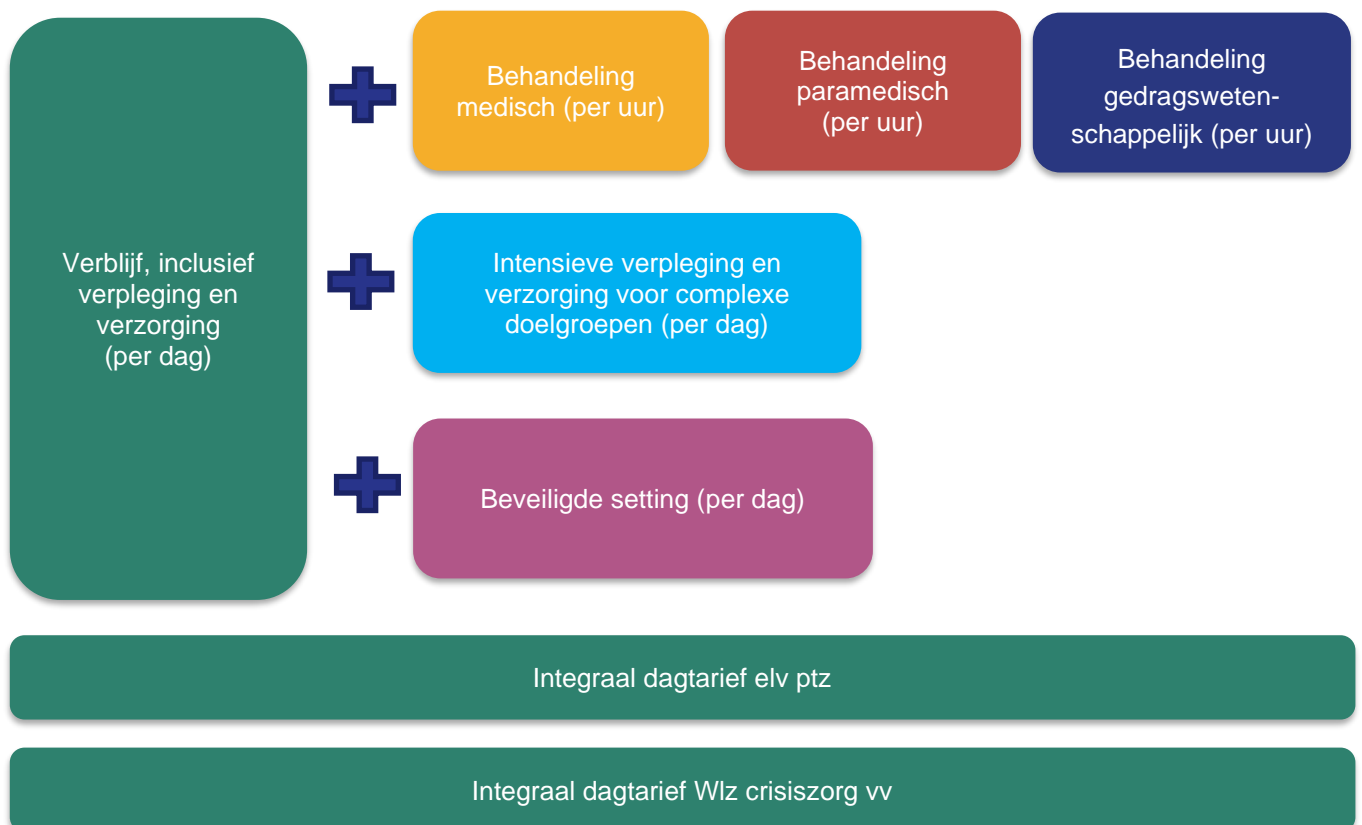 Verblijf, inclusief
verpleging en
verzorging
(per dag)
Behandeling
medisch (per uur)
Behandeling
paramedisch
(per uur)
Behandeling
gedragsweten-
schappelijk (per uur)
Intensieve verpleging en
verzorging voor complexe
doelgroepen (per dag)
Beveiligde setting (per dag)
Integraal dagtarief elv ptz
Integraal dagtarief Wlz crisiszorg vv